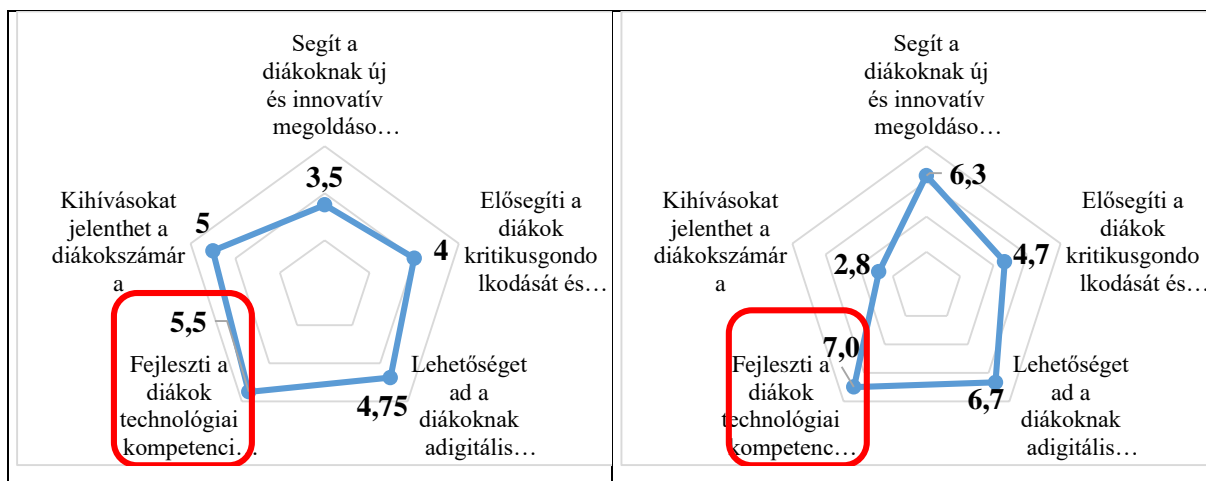 Segít a
diákoknak új
és innovatív
megoldáso…
3,5
Elősegíti a
diákok
kritikusgondo
lkodását és…
4
Lehetőséget
ad a
diákoknak
adigitális…
4,75
Fejleszti a
diákok
technológiai
kompetenci…
5,5
Kihívásokat
jelenthet a
diákokszámár
a
5
Segít a
diákoknak új
és innovatív
megoldáso…
6,3
Elősegíti a
diákok
kritikusgondo
lkodását és…
4,7
Lehetőséget
ad a
diákoknak
adigitális…
6,7
Fejleszti a
diákok
technológiai
kompetenc…
7,0
Kihívásokat
jelenthet a
diákokszámár
a
2,8